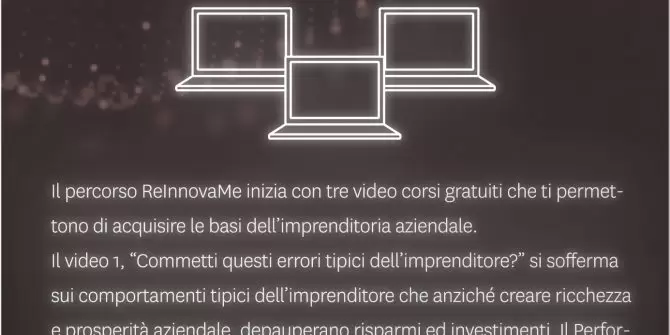 Il percorso ReInnovaMe inizia con tre video corsi gratuiti che ti permet-
tono di acquisire le basi dell’imprenditoria aziendale.
Il video 1, “Commetti questi errori tipici dell’imprenditore?” si sofferma
sui comportamenti tipici dell’imprenditore che anziché creare ricchezza
e prosperità aziendale, depauperano risparmi ed investimenti. Il Perfor-